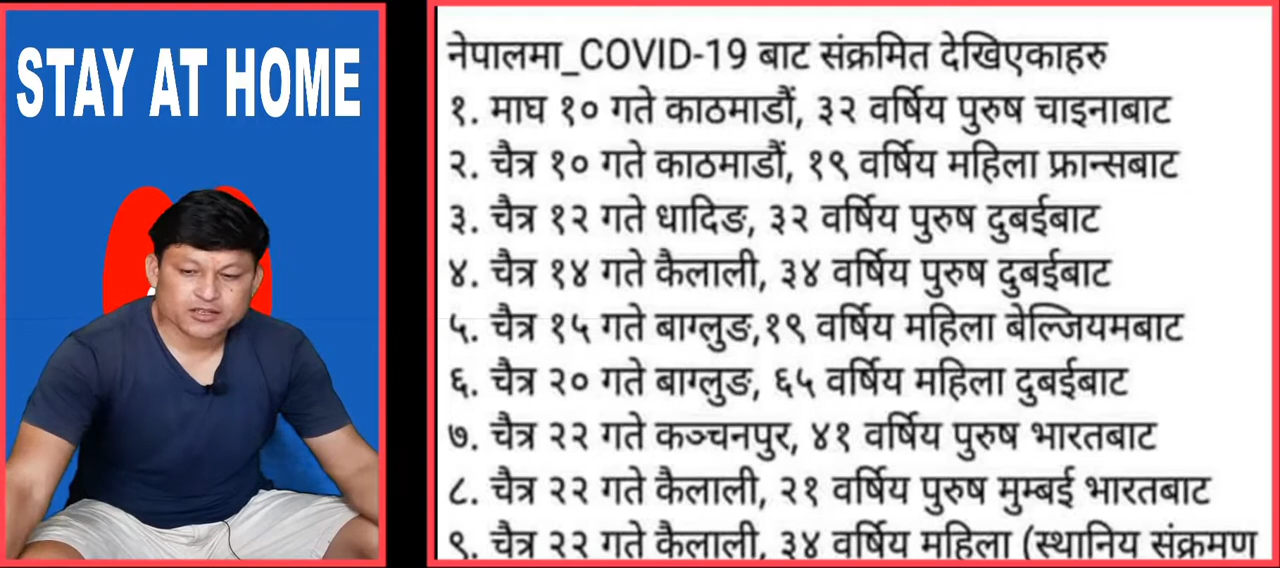 STAY AT HOME
नेपालमा_COVID-19 बाट संक्रमित देखिएकाहरु
१. माघ १० गते काठमाडौं, ३२ वर्षिय पुरुष चाइनाबाट
२. चैत्र १० गते काठमाडौं, १९ वर्षिय महिला फ्रान्सबाट
३. चैत्र १२ गते धादिङ, ३२ वर्षिय पुरुष दुबईबाट
४. चैत्र १४ गते कैलाली, ३४ वर्षिय पुरुष दुबईबाट
५. चैत्र १५ गते बाग्लुङ,१९ वर्षिय महिला बेल्जियमबाट
६. चैत्र २० गते बाग्लुङ, ६५ वर्षिय महिला दुबईबाट
७. चैत्र २२ गते कञ्चनपुर, ४१ वर्षिय पुरुष भारतबाट
८. चैत्र २२ गते कैलाली, २१ वर्षिय पुरुष मुम्बई भारतबाट
९. चैत्र २२ गते कैलाली, ३४ वर्षिय महिला (स्थानिय संक्रमण